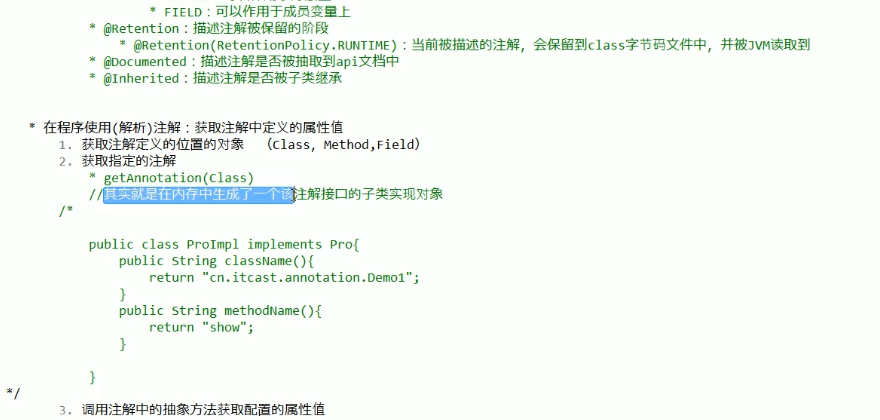 * FIELD：可以作用于成员变量上
* @Retention：描述注解被保留的阶段
* @Retention(RetentionPolicy.RUNTIME)：当前被描述的注解，会保留到class字节码文件中，并被JVM读取到
* @Documented：描述注解是否被抽取到api文档中
* @Inherited：描述注解是否被子类继承
* 在程序使用(解析)注解：获取注解中定义的属性值
1. 获取注解定义的位置的对象  （Class，Method,Field）
2. 获取指定的注解
* getAnnotation(Class)
//其实就是在内存中生成了一个该注解接口的子类实现对象
/*
public class ProImpl implements Pro{
public String className(){
return "cn.itcast.annotation.Demo1";
}
public String methodName(){
return "show";
}
}
*/
3. 调用注解中的抽象方法获取配置的属性值